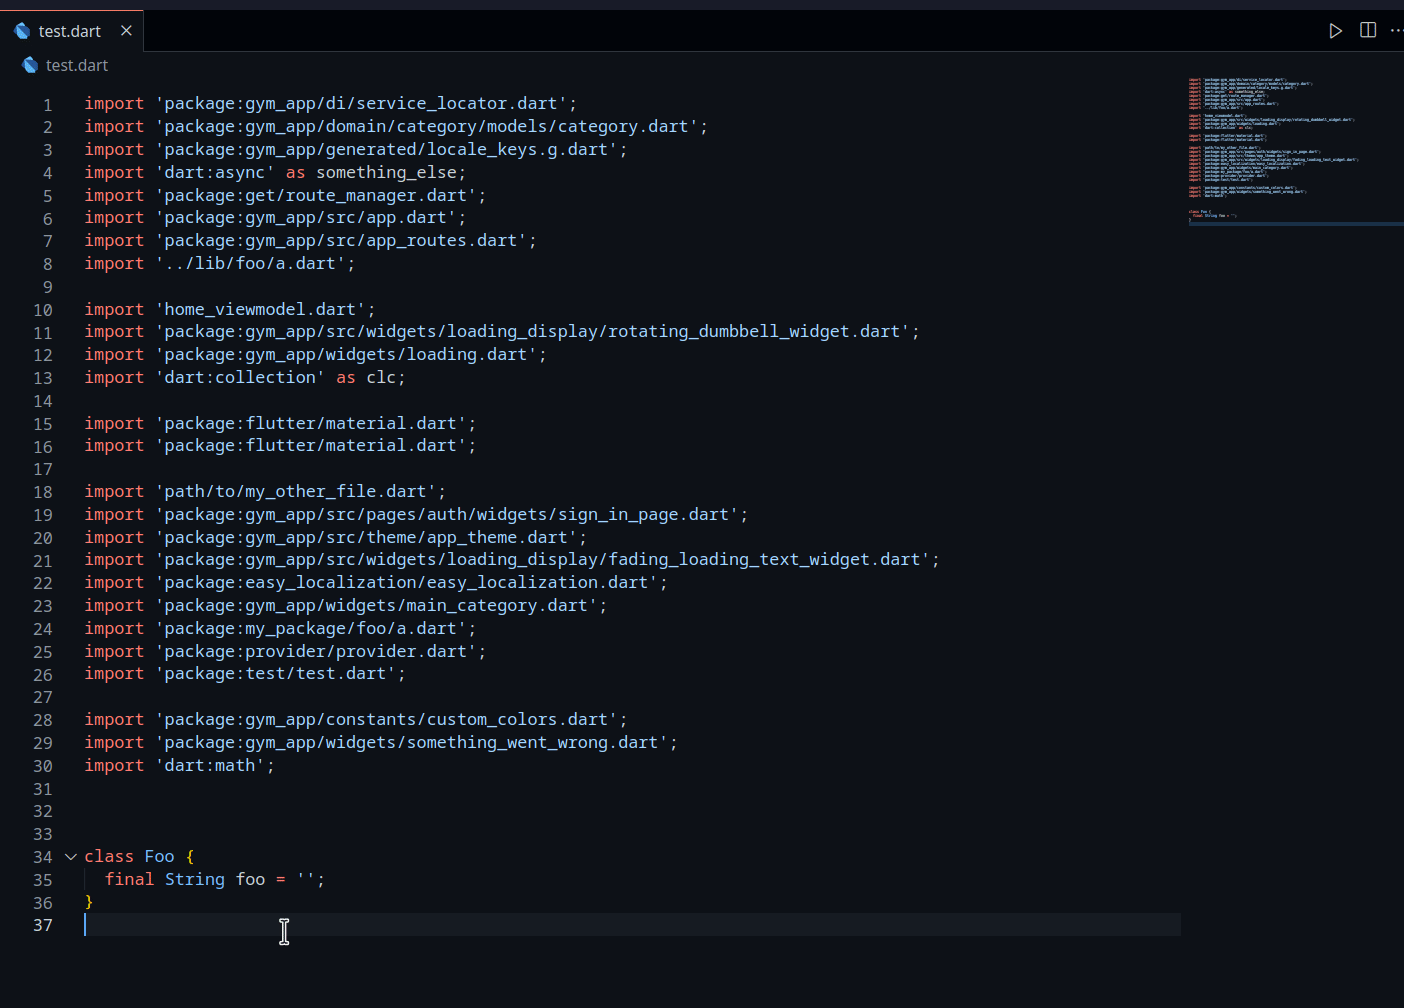 test.dart
test.dart
1 import 'package:gym_app/di/service_locator.dart';
2 import 'package:gym_app/domain/category/models/category.dart';
3 import 'package:gym_app/generated/locale_keys.g.dart';
4 import 'dart:async' as something_else;
5 import 'package:get/route_manager.dart';
6 import 'package:gym_app/src/app.dart';
7 import 'package:gym_app/src/app_routes.dart';
8 import '../lib/foo/a.dart';
9
10 import 'home_viewmodel.dart';
11 import 'package:gym_app/src/widgets/loading_display/rotating_dumbbell_widget.dart';
12 import 'package:gym_app/widgets/loading.dart';
13 import 'dart:collection' as clc;
14
15 import 'package:flutter/material.dart';
16 import 'package:flutter/material.dart';
17
18 import 'path/to/my_other_file.dart';
19 import 'package:gym_app/src/pages/auth/widgets/sign_in_page.dart';
20 import 'package:gym_app/src/theme/app_theme.dart';
21 import 'package:gym_app/src/widgets/loading_display/fading_loading_text_widget.dart';
22 import 'package:easy_localization/easy_localization.dart';
23 import 'package:gym_app/widgets/main_category.dart';
24 import 'package:my_package/foo/a.dart';
25 import 'package:provider/provider.dart';
26 import 'package:test/test.dart';
27
28 import 'package:gym_app/constants/custom_colors.dart';
29 import 'package:gym_app/widgets/something_went_wrong.dart';
30 import 'dart:math';
31
32
33
34 class Foo {
35 final String foo = '';
36 }
37